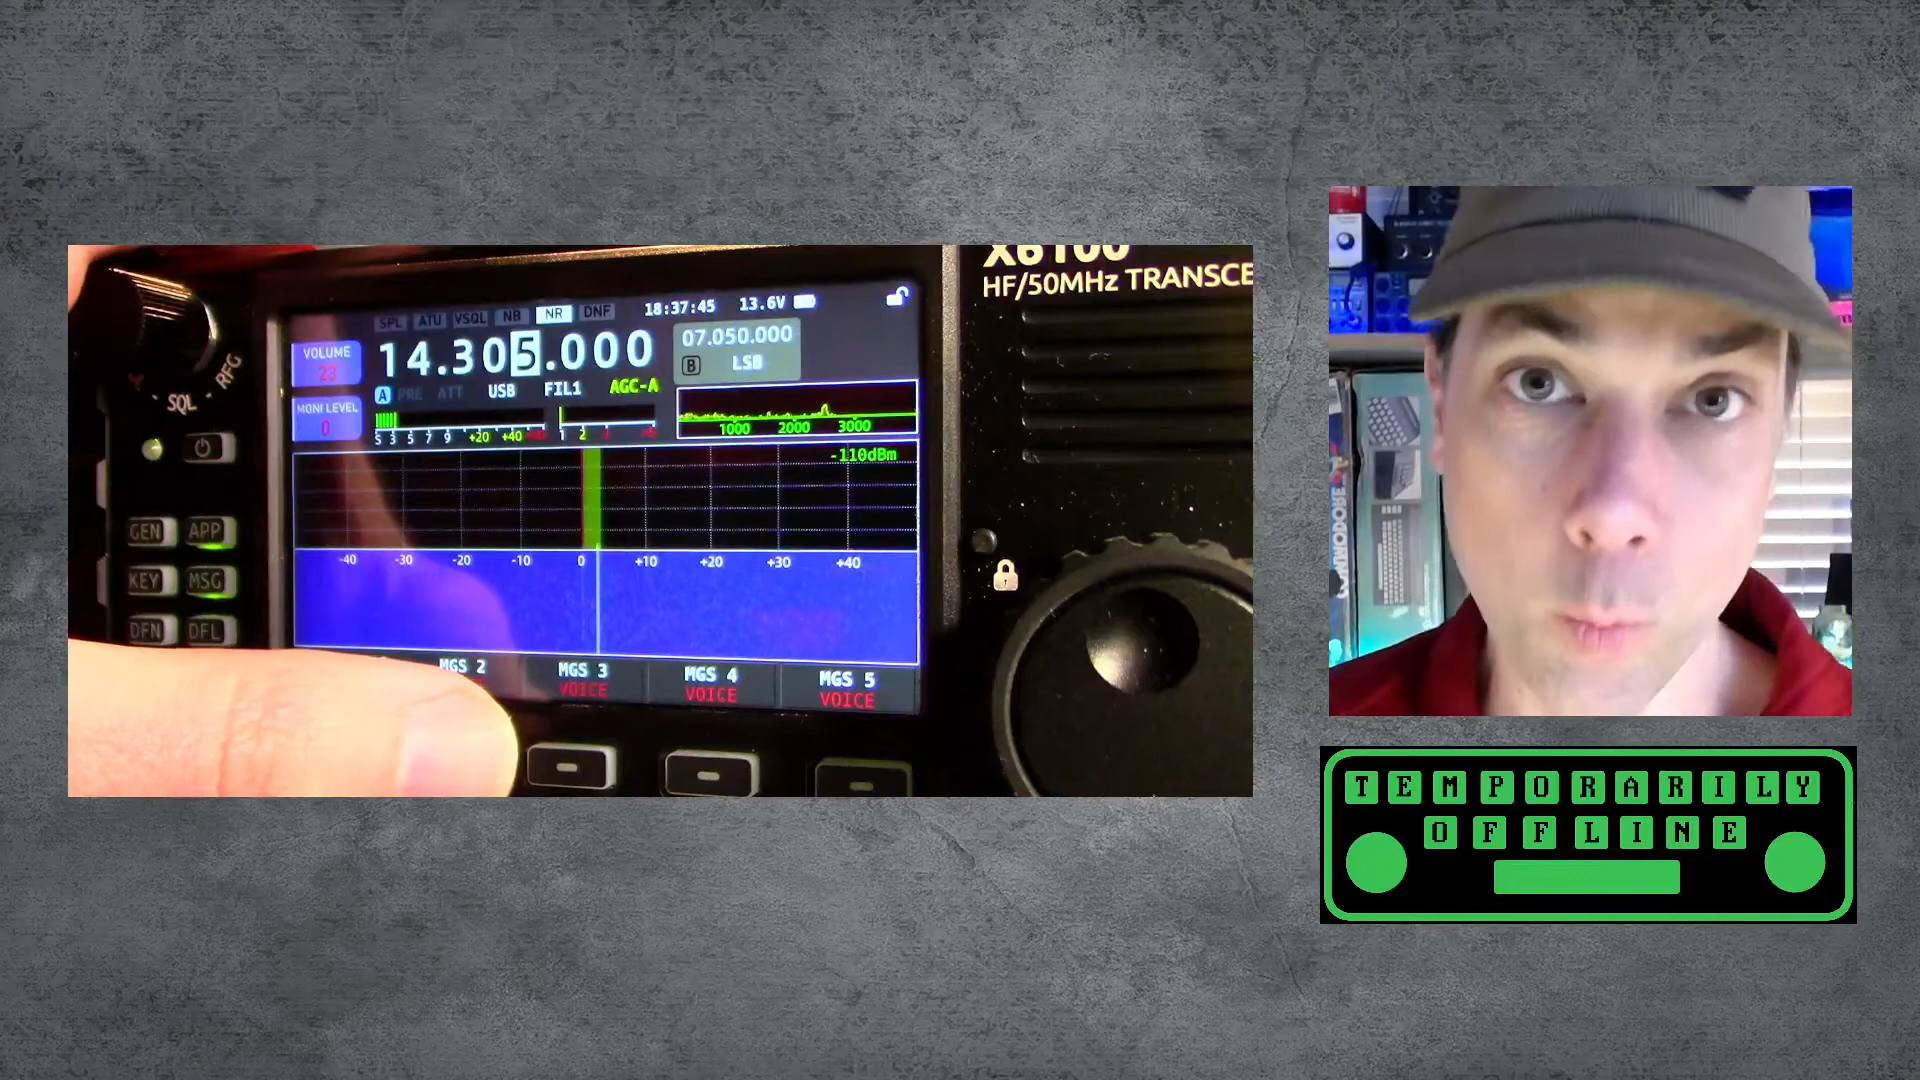 X6100
HF/50MHz TRANSCE
SPL ATU VSQL NB NR DNF 18:37:45 13.6V
VOLUME
23
14.305.000
07.050.000
B LSB
A PRE ATT USB FIL1 AGC-A
MONI LEVEL
0
S 3 5 7 9 +20 +40
1 2
1000 2000 3000
-110dBm
-40 -30 -20 -10 0 +10 +20 +30 +40
MGS 2 MGS 3 MGS 4 MGS 5
VOICE VOICE VOICE
SQL RFG
GEN APP
KEY MSG
DFN DFL
COMMODORE
TEMPORARILY
OFFLINE